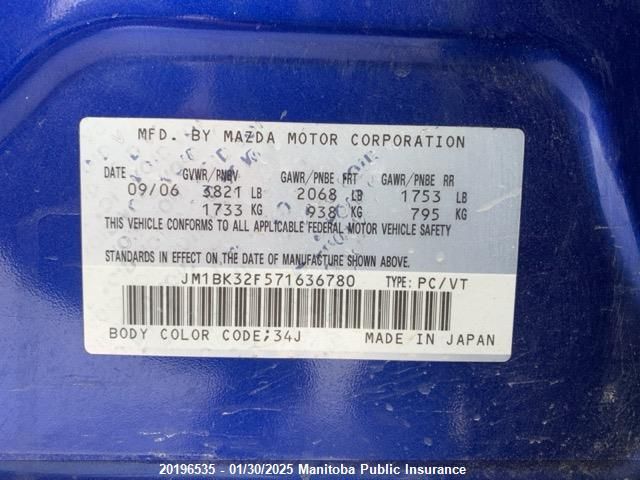 MFD. BY MAZDA MOTOR CORPORATION
DATE GVWR/PNBV GAWR/PNBE FRT GAWR/PNBE RR
09/06 3821 LB 2068 LB 1753 LB
1733 KG 938 KG 795 KG
THIS VEHICLE CONFORMS TO ALL APPLICABLE FEDERAL MOTOR VEHICLE SAFETY
STANDARDS IN EFFECT ON THE DATE OF MANUFACTURE SHOWN ABOVE.
JM1BK32F571636780 TYPE: PC/VT
BODY COLOR CODE;34J MADE IN JAPAN
20196535 - 01/30/2025 Manitoba Public Insurance